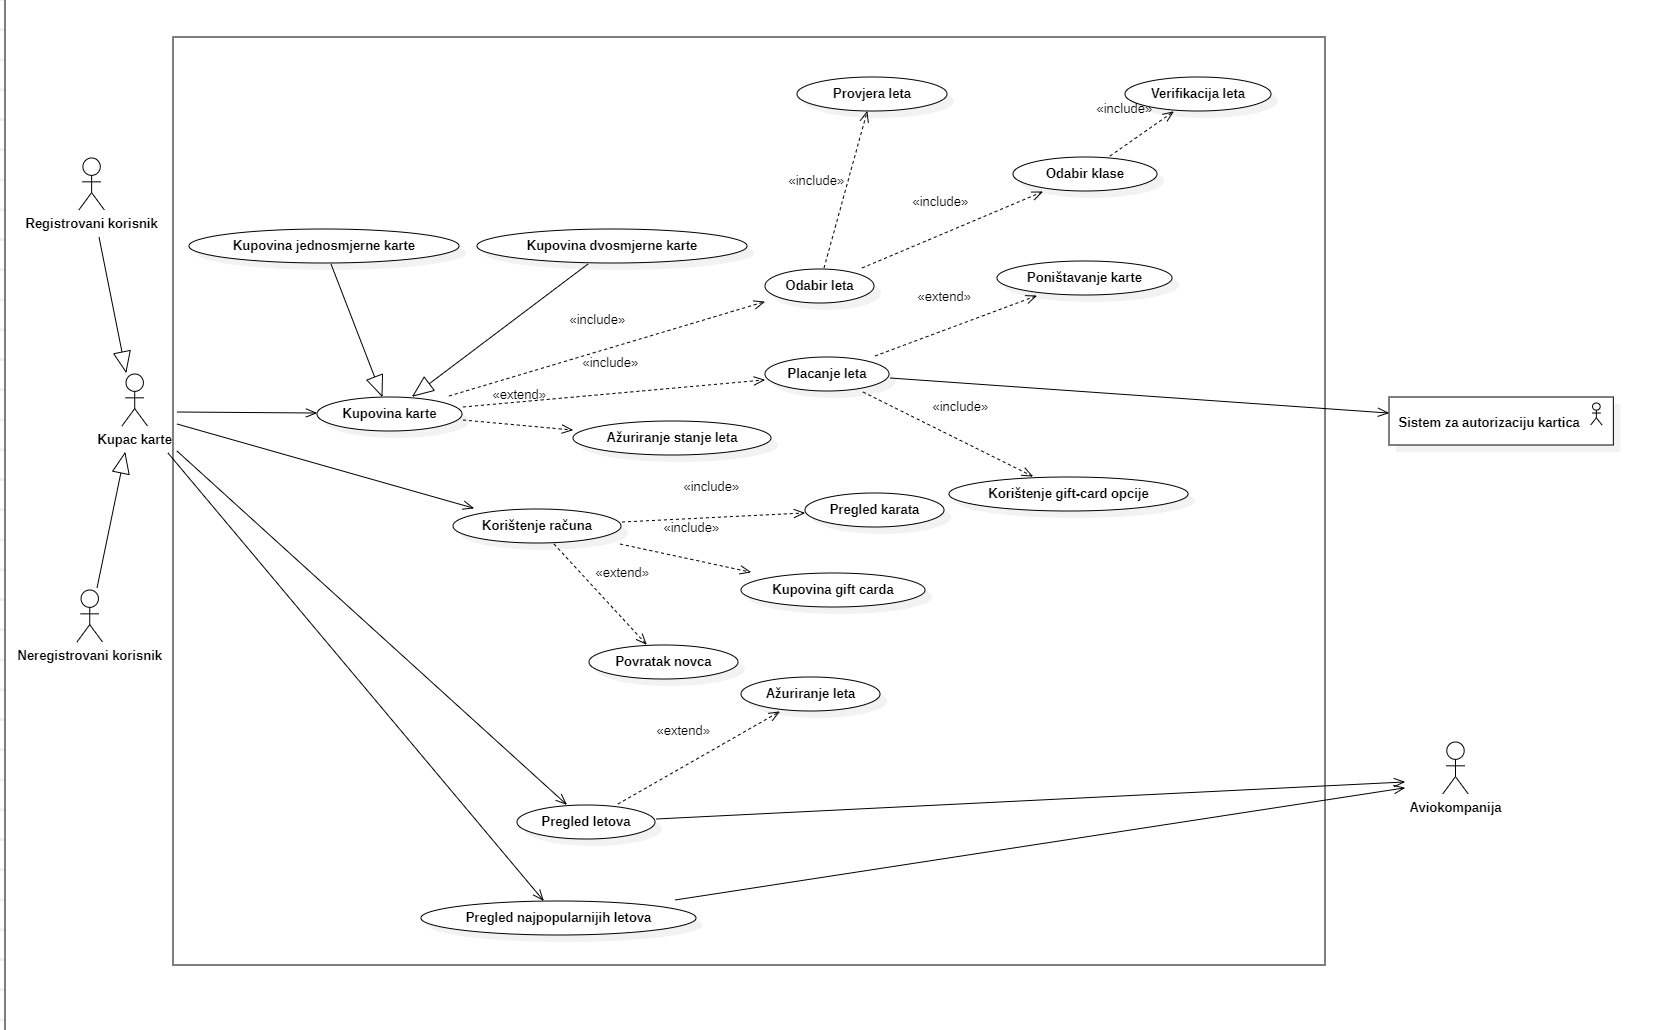 Provjera leta
Verifikacija leta
«include»
Odabir klase
«include»
«include»
Registrovani korisnik
Kupovina jednosmjerne karte
Kupovina dvosmjerne karte
Odabir leta
Poništavanje karte
«extend»
«include»
«include»
Placanje leta
«extend»
«include»
Kupovina karte
Sistem za autorizaciju kartica
Kupac karte
Ažuriranje stanje leta
«include»
Korištenje gift-card opcije
Pregled karata
Korištenje računa
«include»
«extend»
Kupovina gift carda
Neregistrovani korisnik
Povratak novca
Ažuriranje leta
«extend»
Aviokompanija
Pregled letova
Pregled najpopularnijih letova